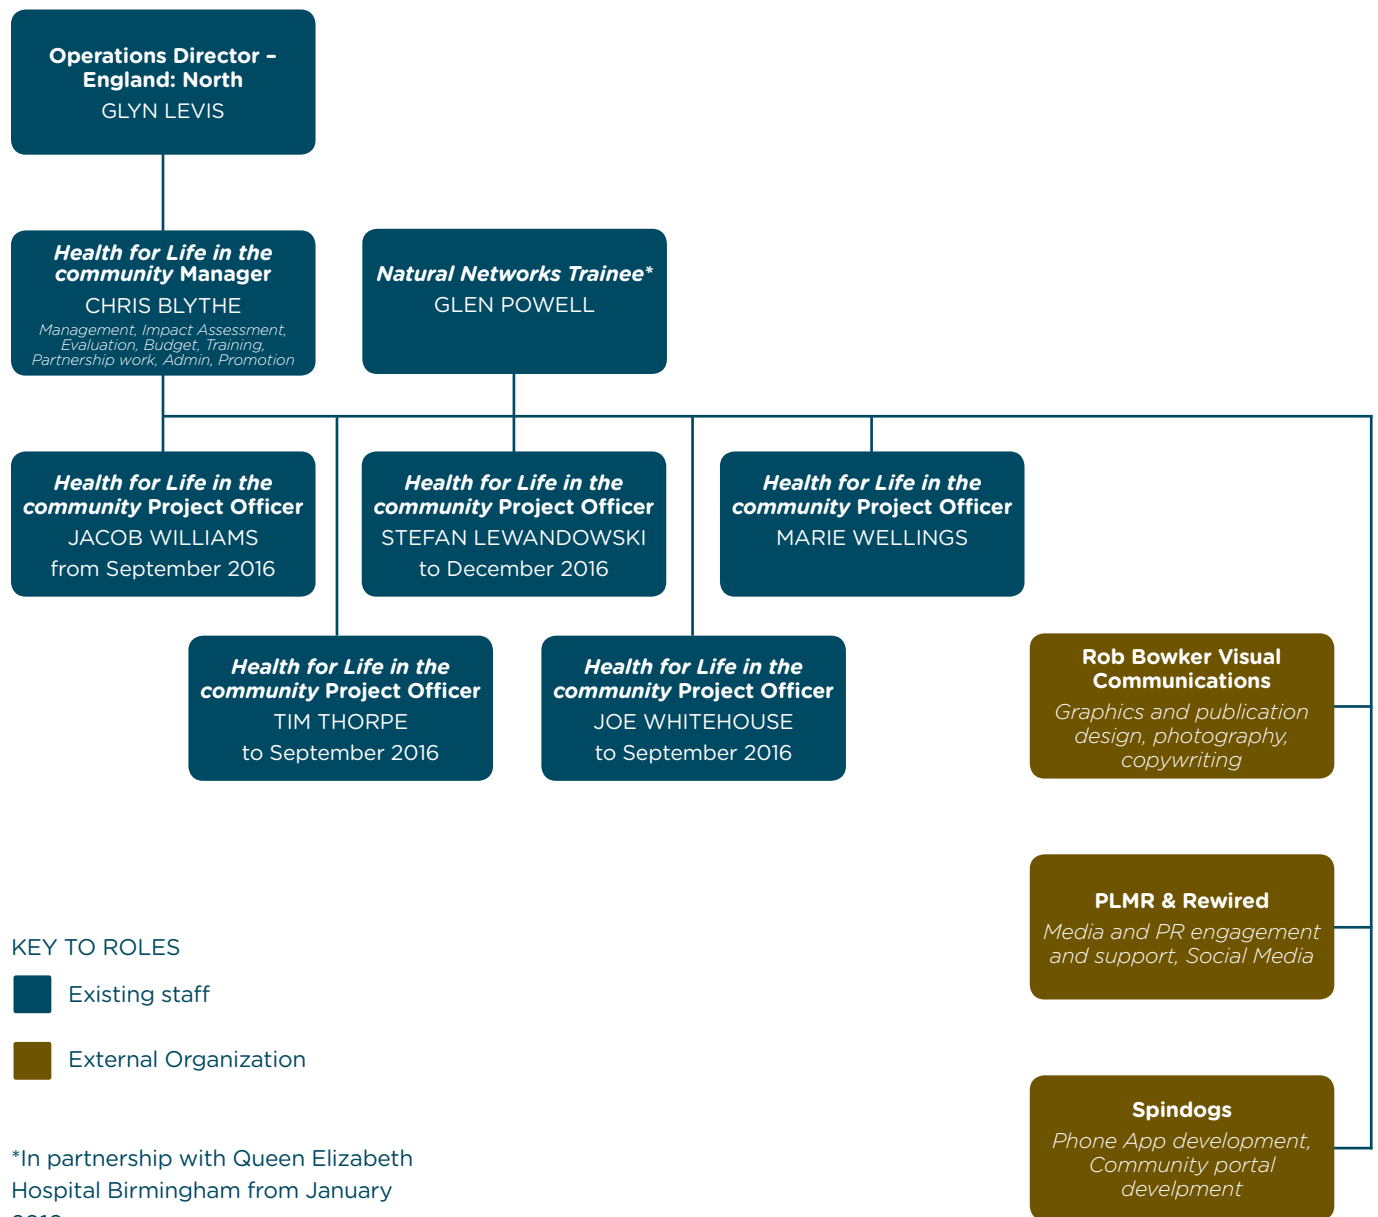 Operations Director –
England: North
GLYN LEVIS
Health for Life in the
community Manager
CHRIS BLYTHE
Management, Impact Assessment,
Evaluation, Budget, Training,
Partnership work, Admin, Promotion
Natural Networks Trainee*
GLEN POWELL
Health for Life in the
community Project Officer
JACOB WILLIAMS
from September 2016
Health for Life in the
community Project Officer
STEFAN LEWANDOWSKI
to December 2016
Health for Life in the
community Project Officer
MARIE WELLINGS
Health for Life in the
community Project Officer
TIM THORPE
to September 2016
Health for Life in the
community Project Officer
JOE WHITEHOUSE
to September 2016
Rob Bowker Visual
Communications
Graphics and publication
design, photography,
copywriting
PLMR & Rewired
Media and PR engagement
and support, Social Media
Spindogs
Phone App development,
Community portal
develpment
KEY TO ROLES
Existing staff
External Organization
*In partnership with Queen Elizabeth
Hospital Birmingham from January